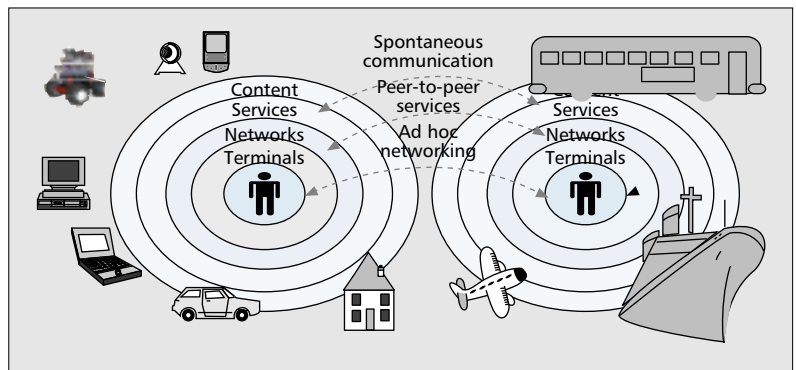 Spontaneous
communication
Peer-to-peer
services
Ad hoc
networking
Content
Services
Networks
Terminals
Services
Networks
Terminals